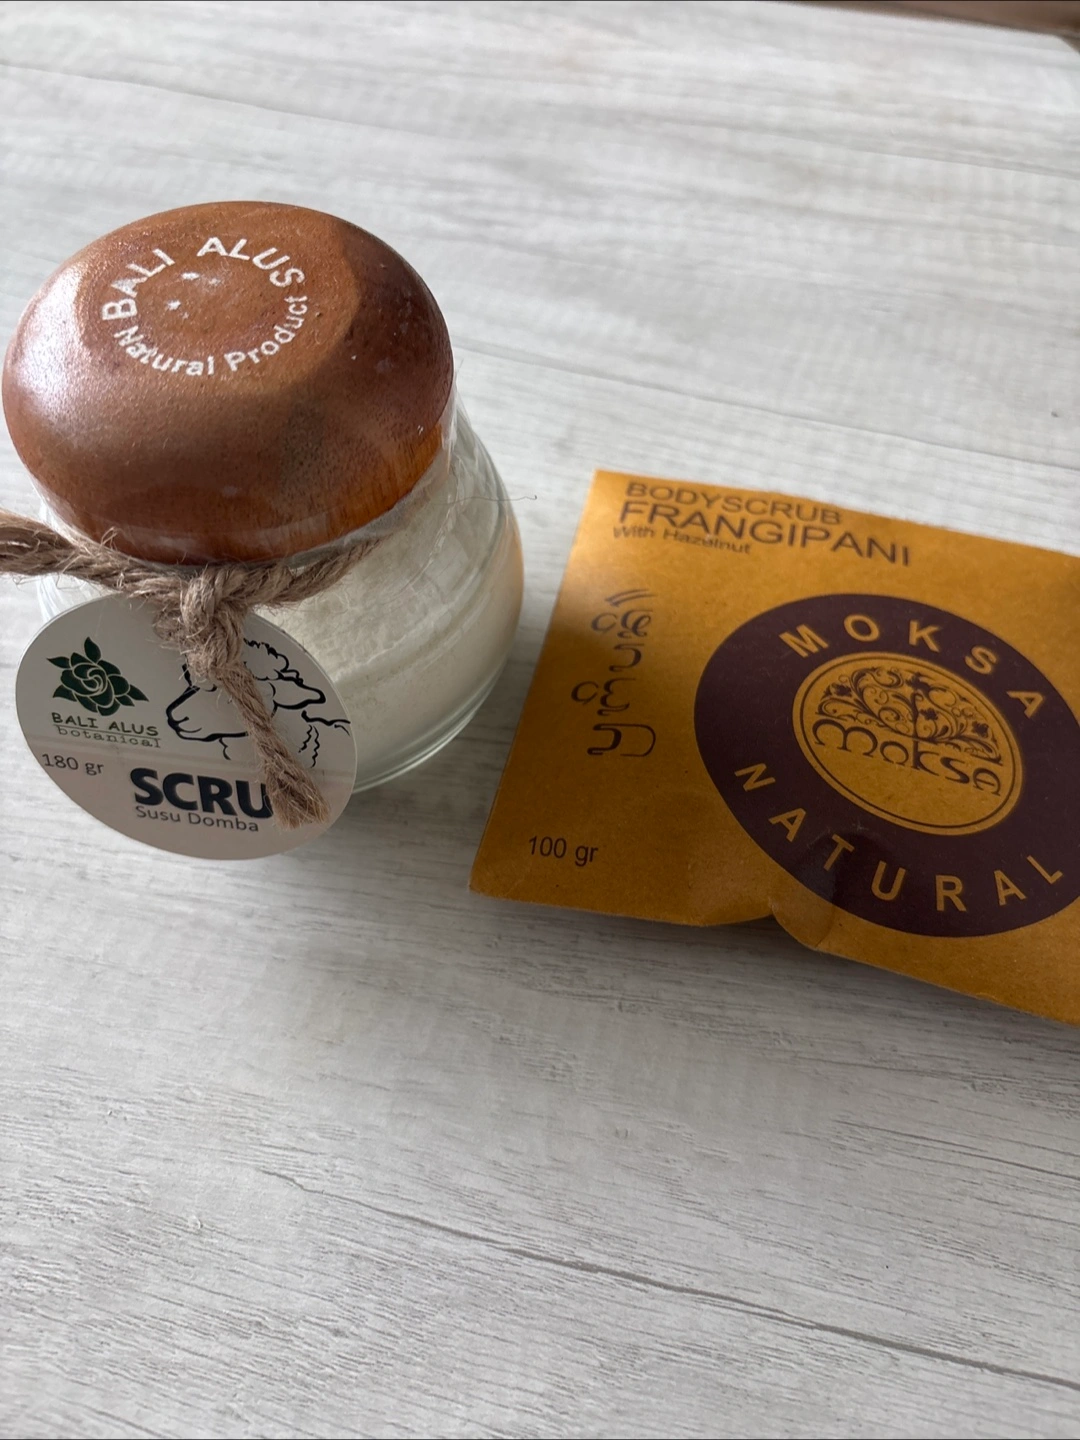 BALI ALUS
Natural Product
BALI ALUS
botanical
180 gr
SCRU
Susu Domba
BODYSCRUB
FRANGIPANI
With Hazelnut
MOKSA
moksa
NATURAL
100 gr